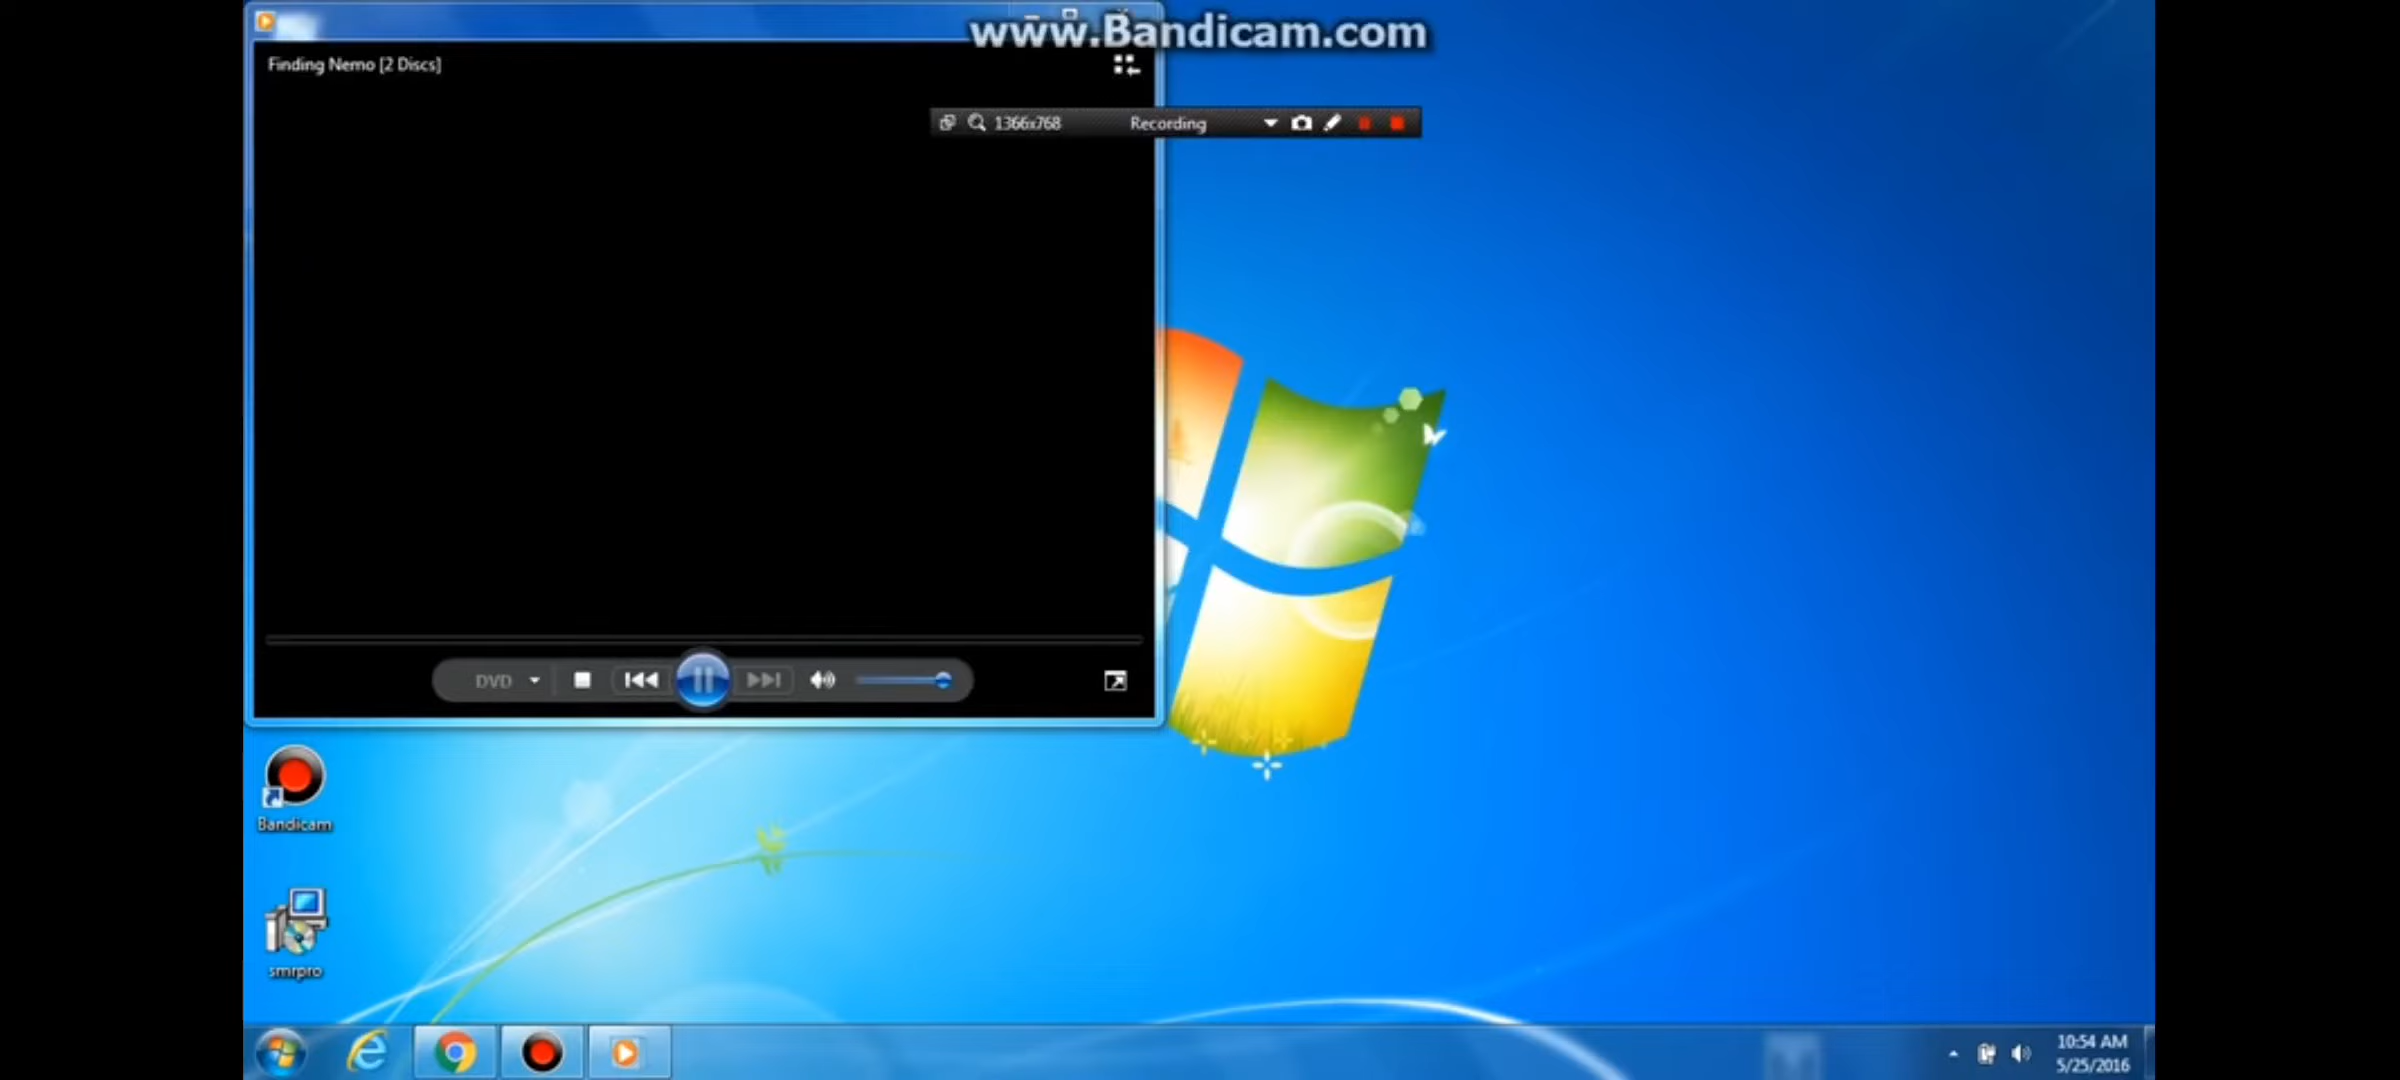 www.Bandicam.com
Finding Nemo [2 Discs]
1366x768 Recording
DVD
Bandicam
smrpro
10:54 AM
5/25/2016